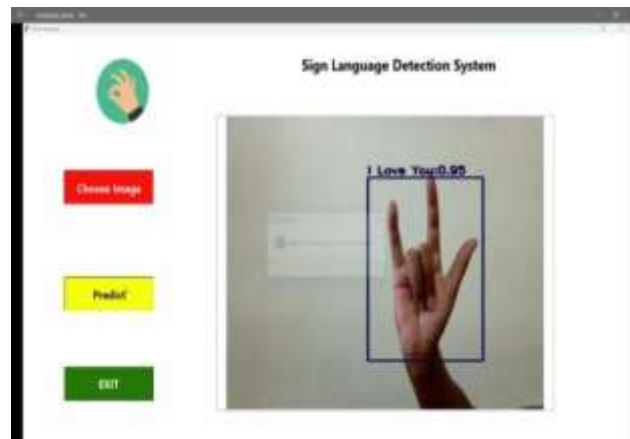 Sign Language Detection System
I Love You:0.95
Choose Image
Predict
EXIT